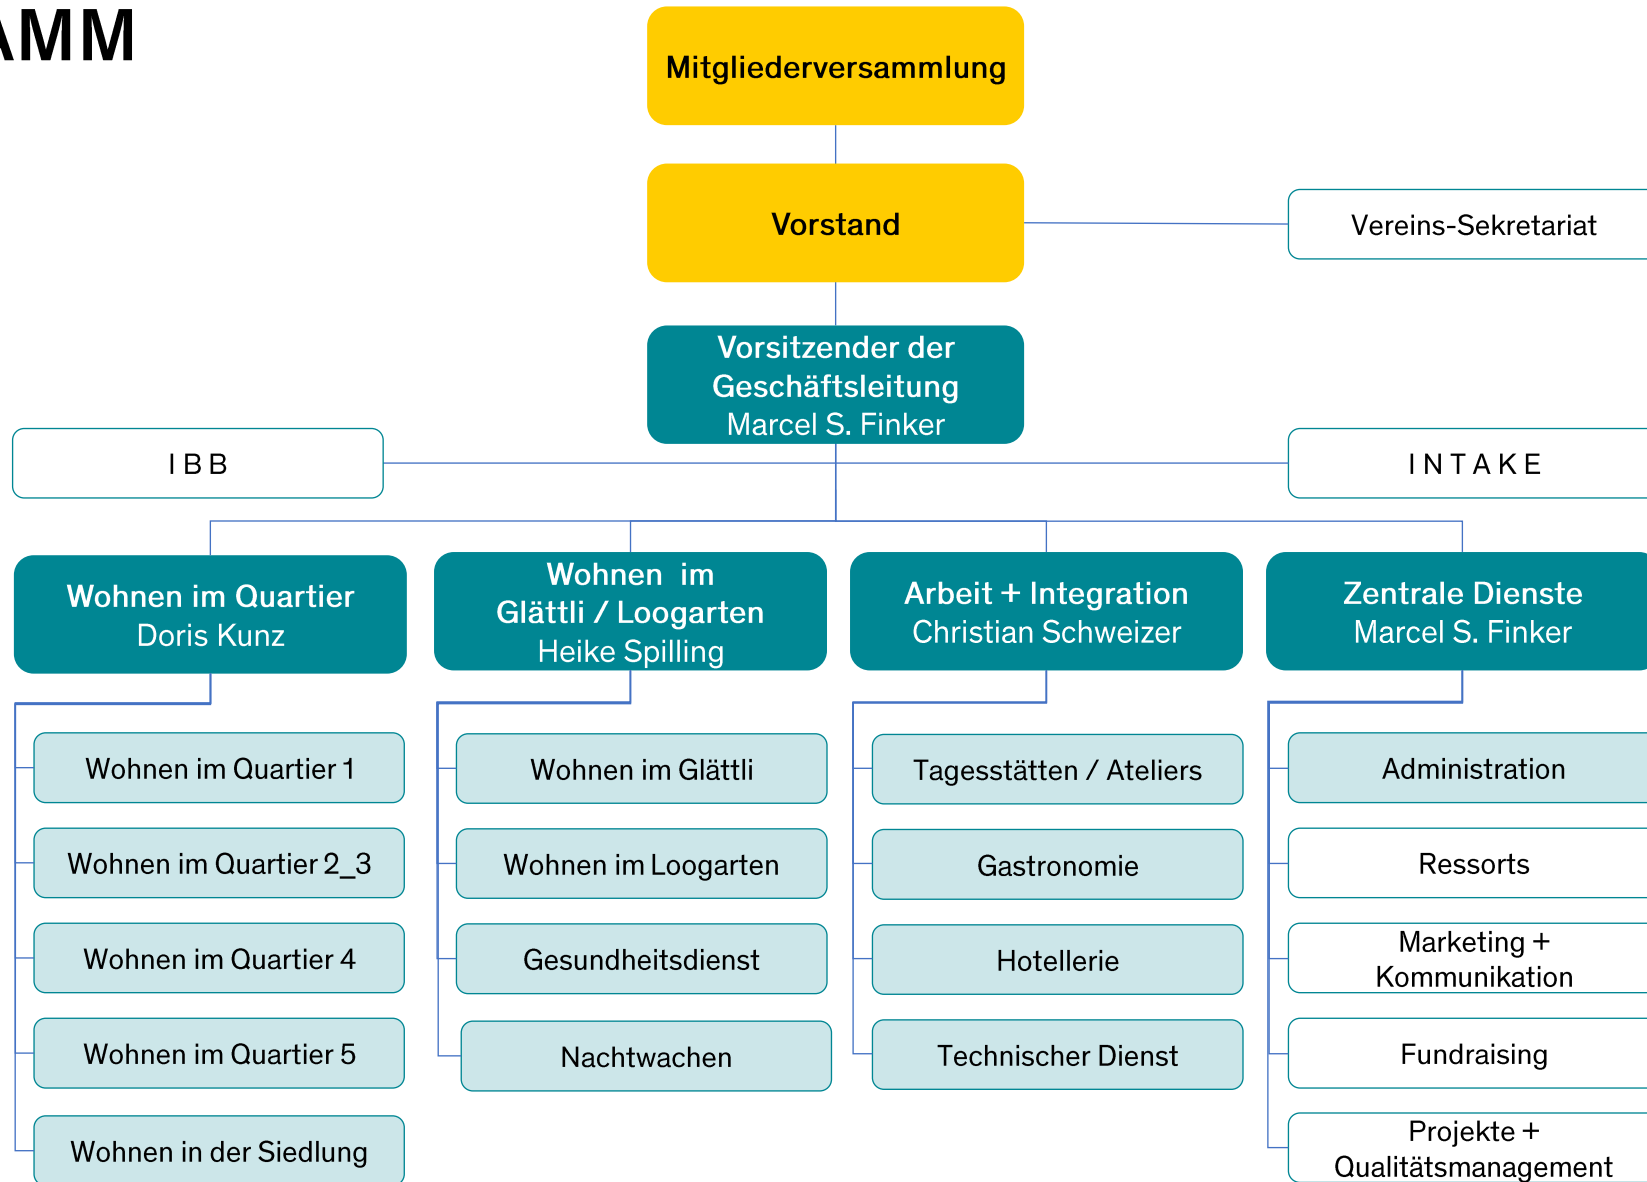 AMM
Mitgliederversammlung
Vorstand
Vereins-Sekretariat
Vorsitzender der
Geschäftsleitung
Marcel S. Finker
I B B
I N T A K E
Wohnen im Quartier
Doris Kunz
Wohnen im
Glättli / Loogarten
Heike Spilling
Arbeit + Integration
Christian Schweizer
Zentrale Dienste
Marcel S. Finker
Wohnen im Quartier 1
Wohnen im Quartier 2_3
Wohnen im Quartier 4
Wohnen im Quartier 5
Wohnen in der Siedlung
Wohnen im Glättli
Wohnen im Loogarten
Gesundheitsdienst
Nachtwachen
Tagesstätten / Ateliers
Gastronomie
Hotellerie
Technischer Dienst
Administration
Ressorts
Marketing +
Kommunikation
Fundraising
Projekte +
Qualitätsmanagement